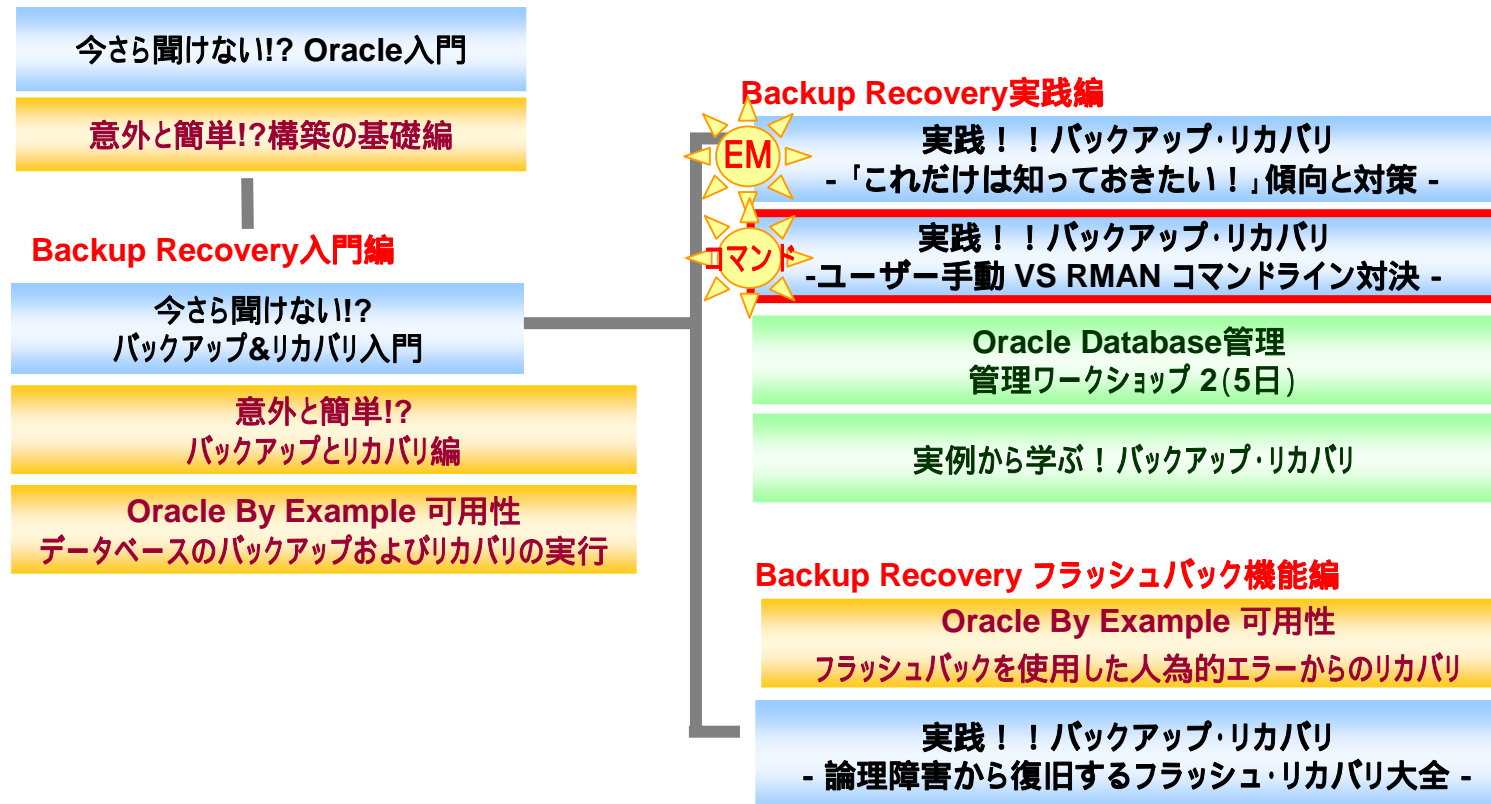 今さら聞けない!? Oracle入門
意外と簡単!?構築の基礎編
Backup Recovery入門編
今さら聞けない!?
バックアップ&リカバリ入門
意外と簡単!?
バックアップとリカバリ編
Oracle By Example 可用性
データベースのバックアップおよびリカバリの実行
Backup Recovery実践編
EM
実践！！バックアップ･リカバリ
-「これだけは知っておきたい！」傾向と対策 -
コマンド
実践！！バックアップ･リカバリ
-ユーザー手動 VS RMAN コマンドライン対決 -
Oracle Database管理
管理ワークショップ 2(5日)
実例から学ぶ！バックアップ･リカバリ
Backup Recovery フラッシュバック機能編
Oracle By Example 可用性
フラッシュバックを使用した人為的エラーからのリカバリ
実践！！バックアップ･リカバリ
- 論理障害から復旧するフラッシュ･リカバリ大全 -